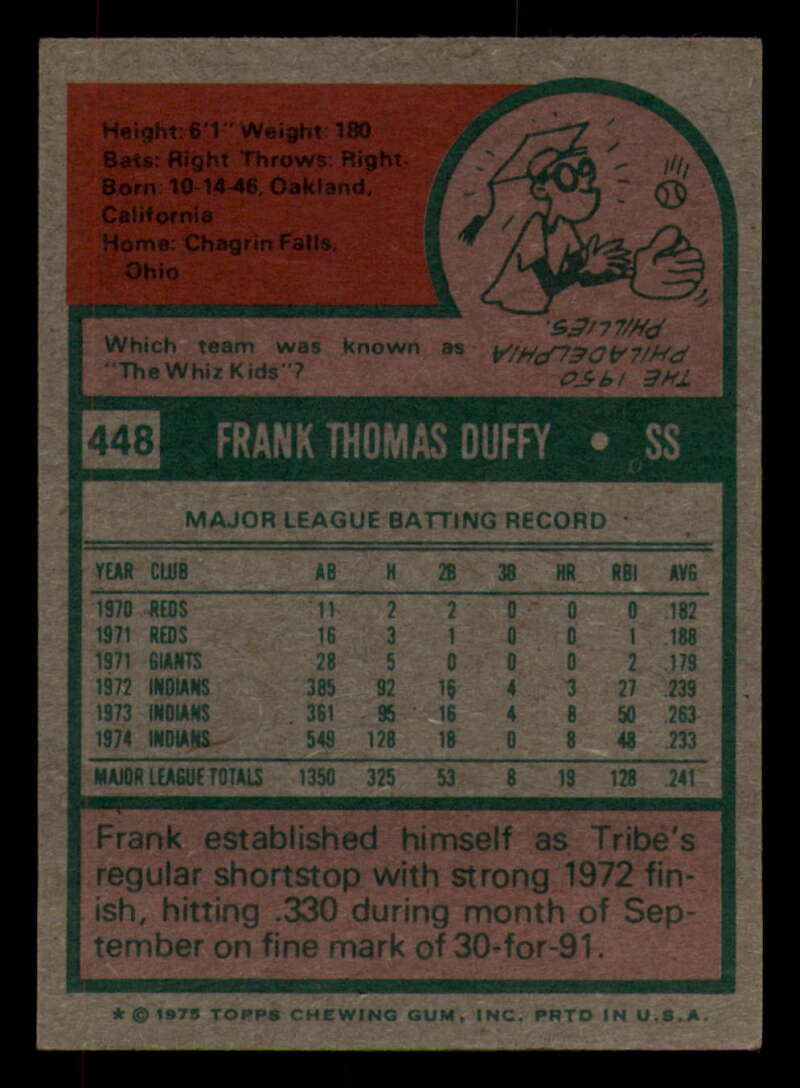 Height: 6'1" Weight: 180
Bats: Right Throws: Right
Born: 10-14-46, Oakland,
California
Home: Chagrin Falls,
Ohio
Which team was known as
"The Whiz Kids"?
THE 1950
PHILADELPHIA
PHILLIES.
448 FRANK THOMAS DUFFY • SS
MAJOR LEAGUE BATTING RECORD
YEAR CLUB AB H 2B 3B HR RBI AVG
1970 REDS 11 2 2 0 0 0 .182
1971 REDS 16 3 1 0 0 1 .188
1971 GIANTS 28 5 0 0 0 2 .179
1972 INDIANS 385 92 16 4 3 27 .239
1973 INDIANS 361 95 16 4 8 50 .263
1974 INDIANS 549 128 18 0 8 48 .233
MAJOR LEAGUE TOTALS 1350 325 53 8 19 128 .241
Frank established himself as Tribe's
regular shortstop with strong 1972 fin-
ish, hitting .330 during month of Sep-
tember on fine mark of 30-for-91.
* © 1975 TOPPS CHEWING GUM, INC. PRTD IN U.S.A.